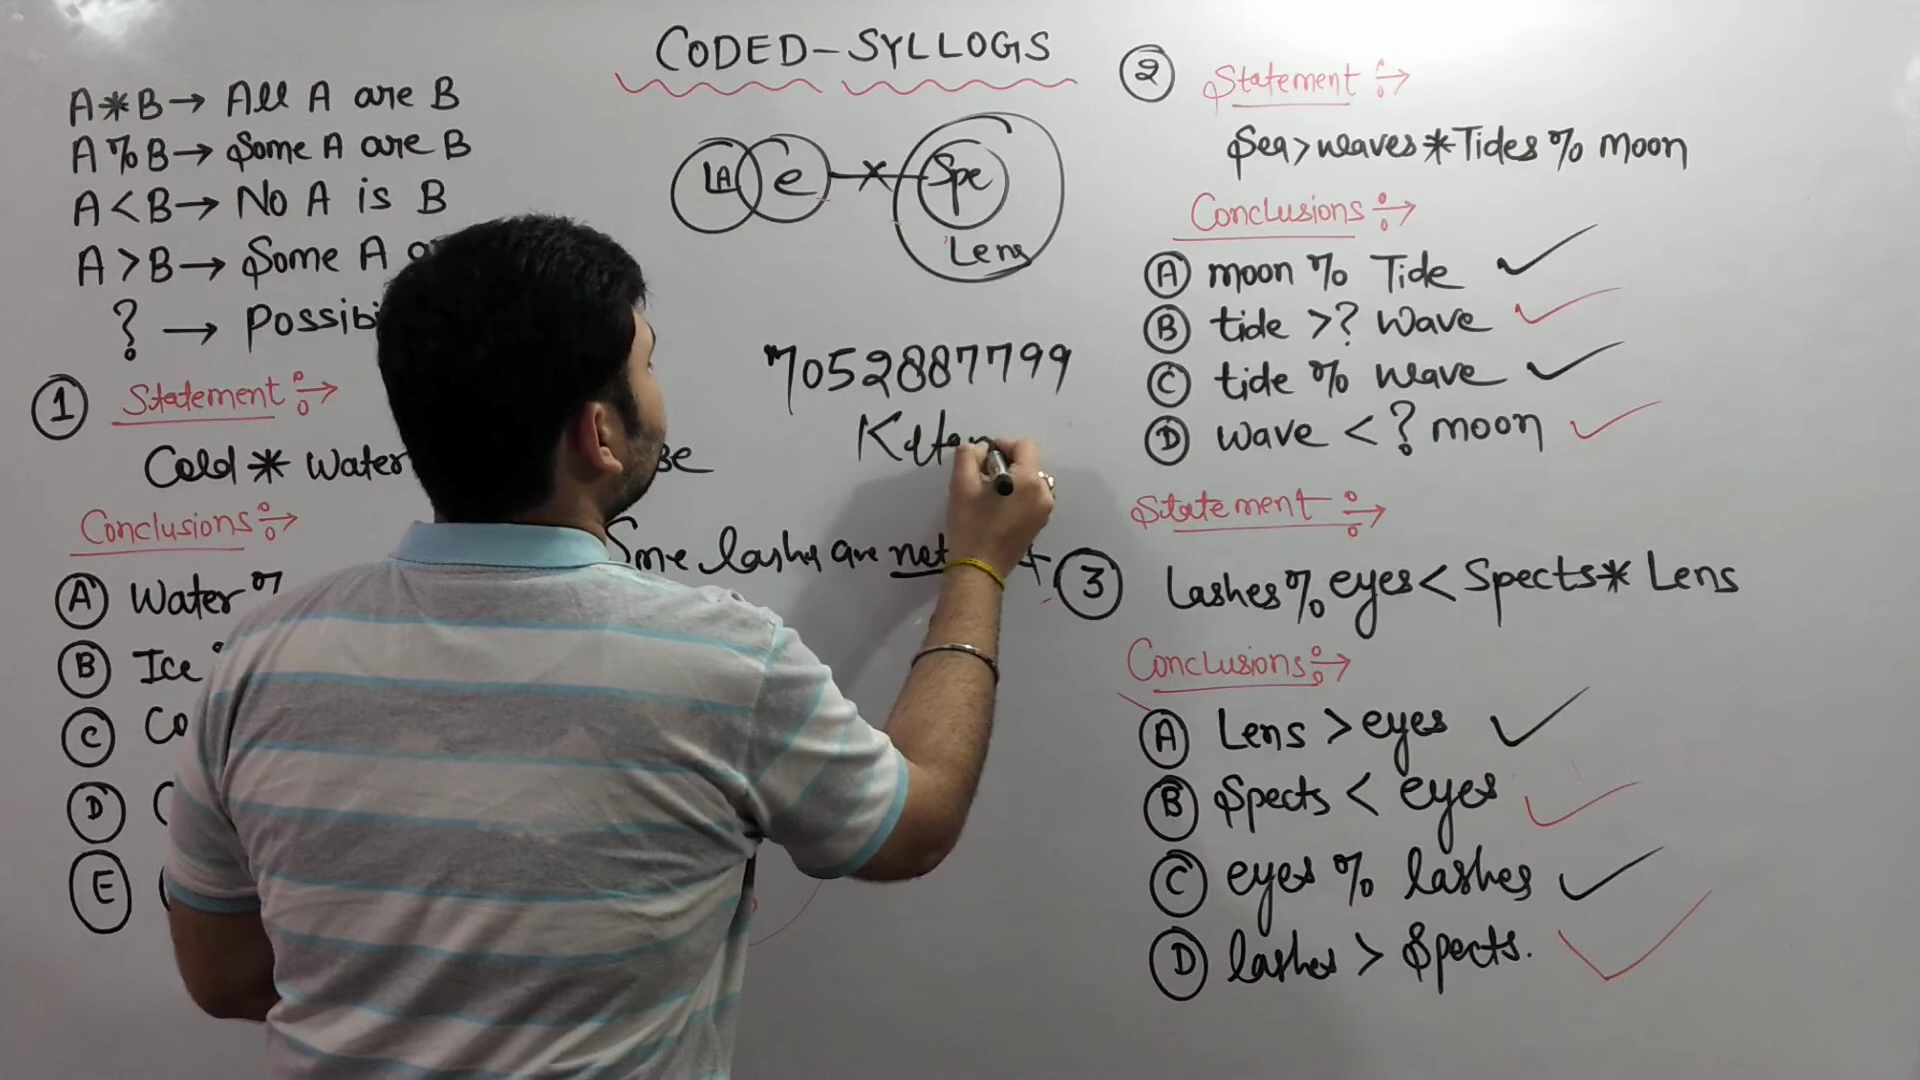 CODED-SYLLOGS
A*B→ All A are B
A%B→ Some A are B
A<B→ No A is B
A>B→ Some A
? → Possibi
① Statement
Cold * Water
Conclusions
Ⓐ Water %
Ⓑ Ice
Ⓒ Co
Ⓓ
Ⓔ
LA e Spe
Lens
7052887799
Some lashes are not
② Statement
Sea>waves*Tides%moon
Conclusions
Ⓐ moon % Tide
Ⓑ tide >? Wave
Ⓒ tide % wave
Ⓓ wave <? moon
Statement
③ Lashes%eyes<Spects*Lens
Conclusions
Ⓐ Lens >eyes
Ⓑ Spects < eyes
Ⓒ eyes % lashes
Ⓓ lashes > Spects.